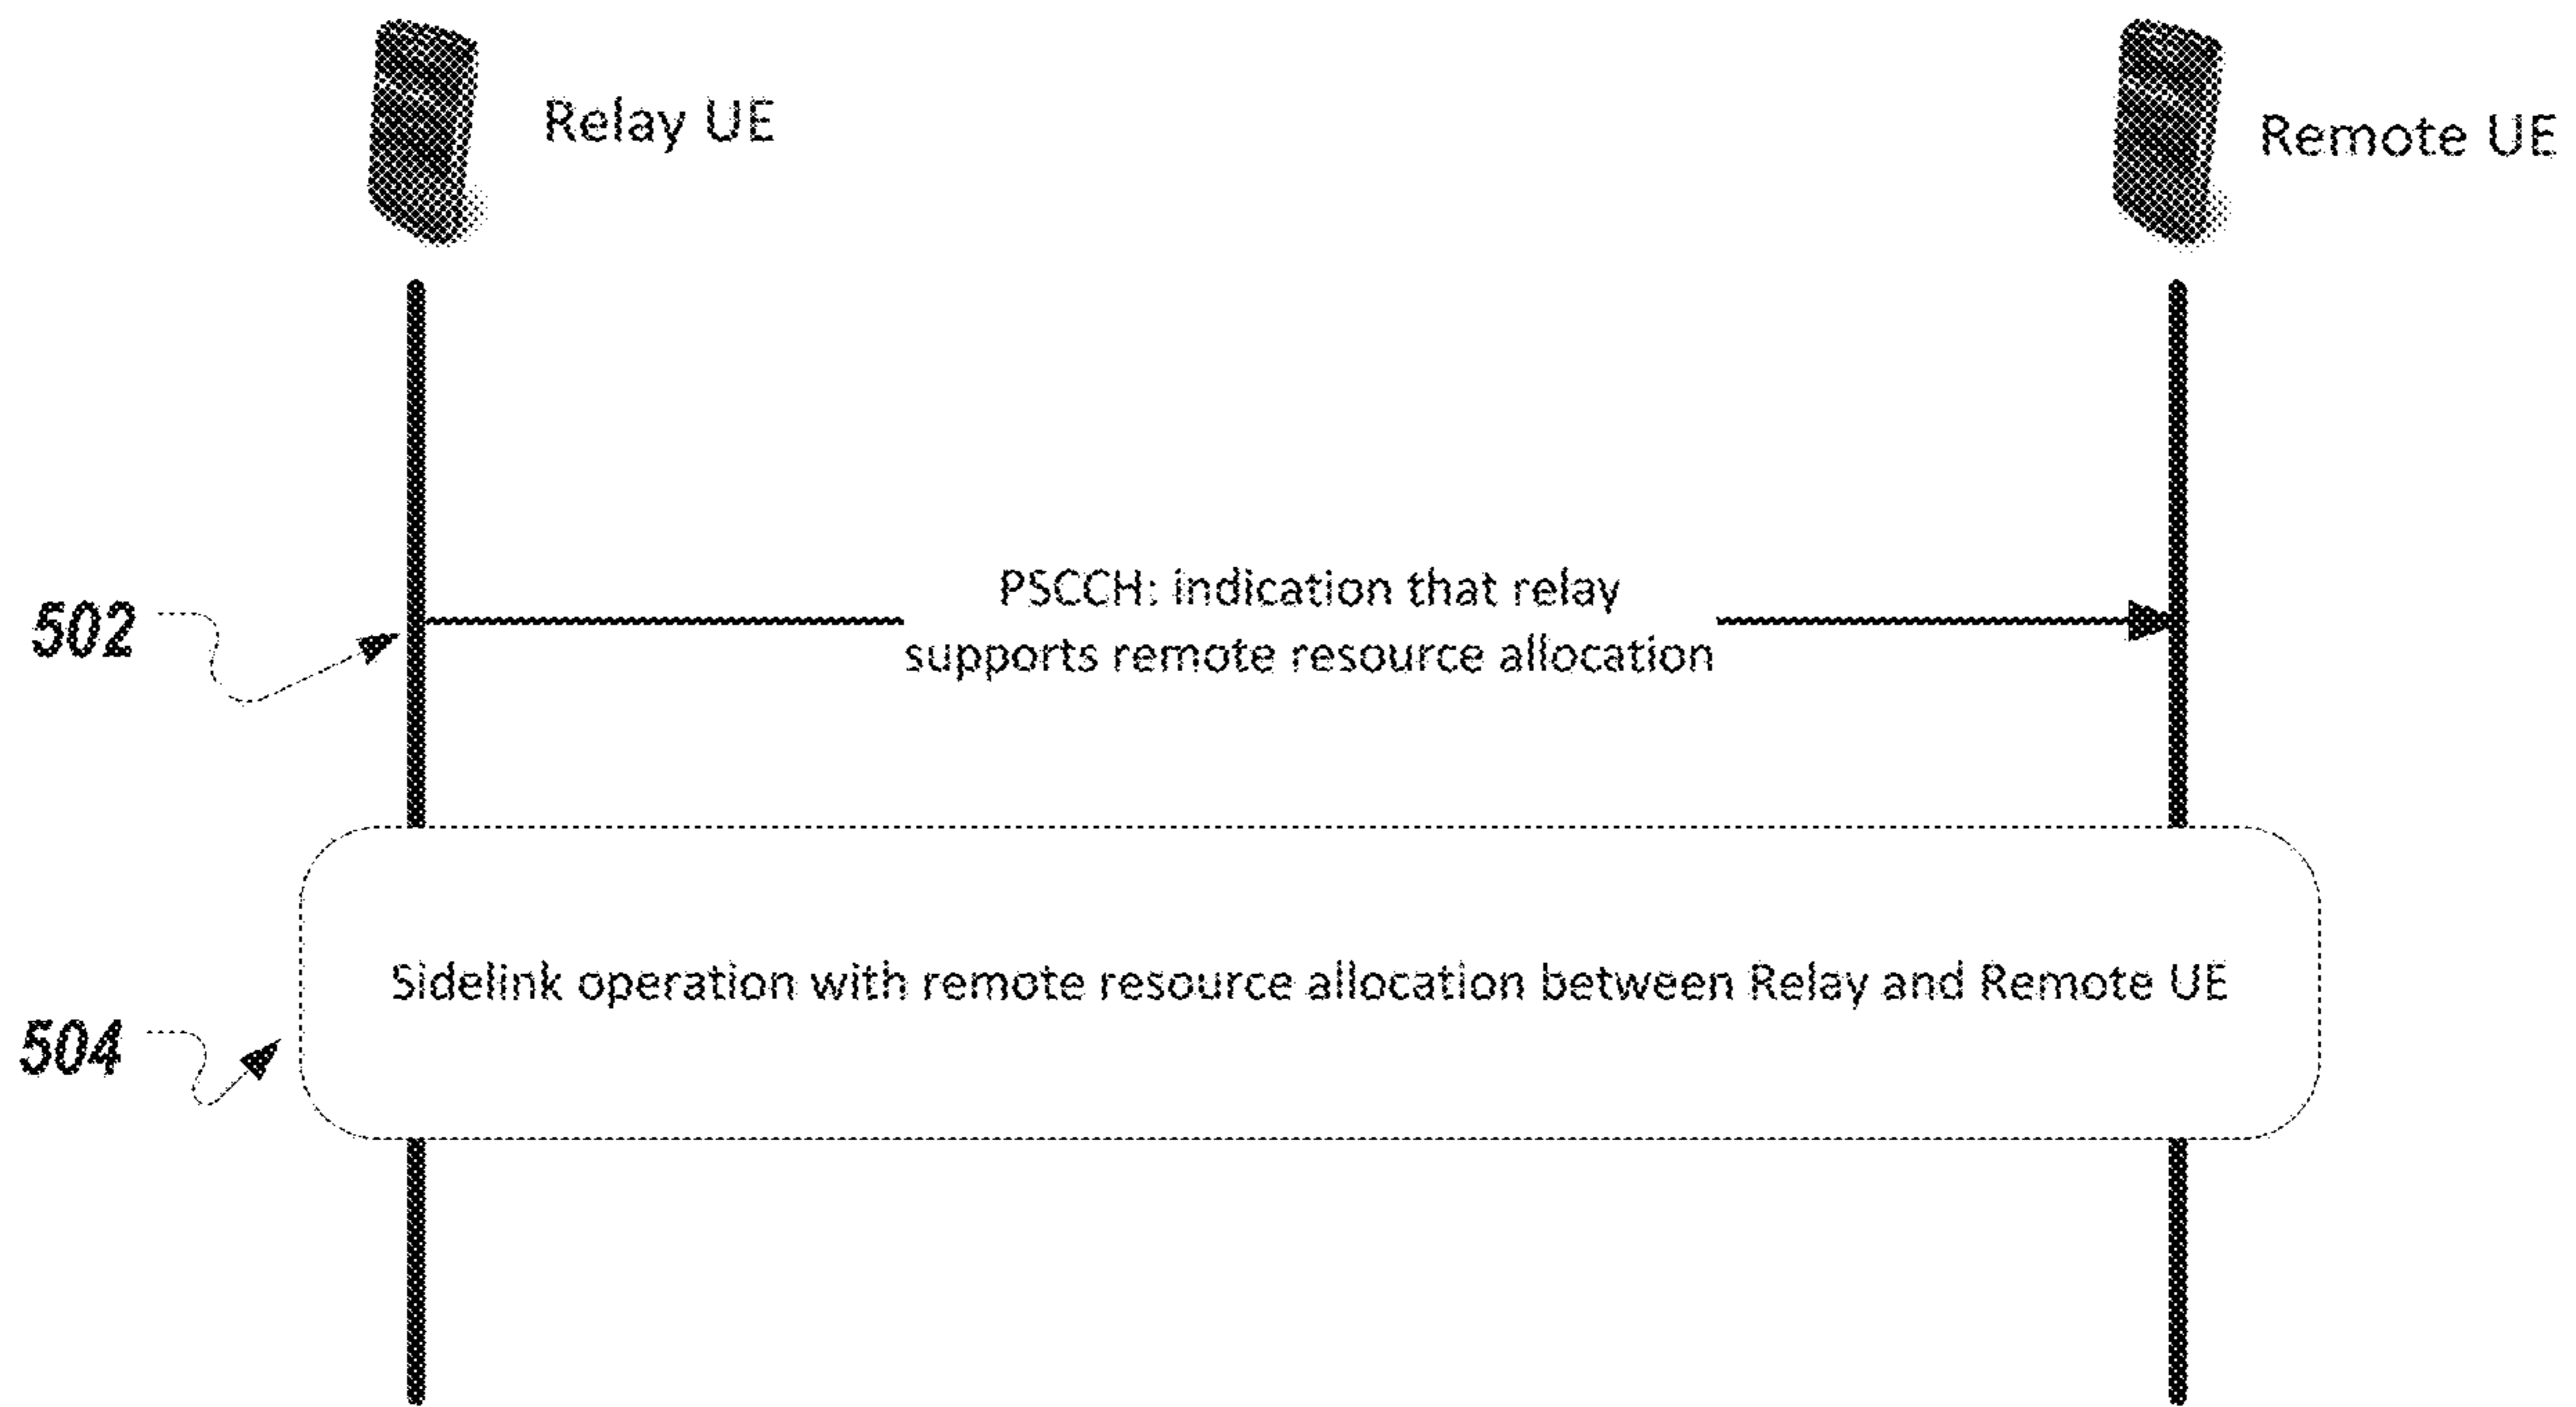 Relay UE
Remote UE
PSCCH: indication that relay
supports remote resource allocation
502
Sidelink operation with remote resource allocation between Relay and Remote UE
504